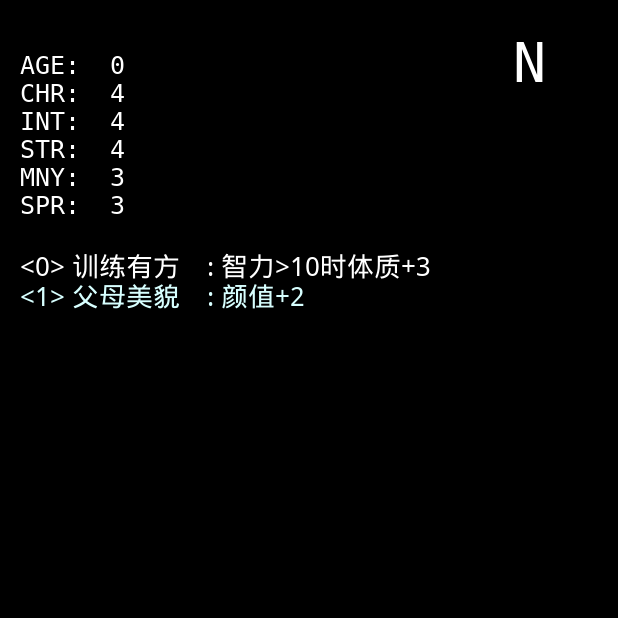 N
AGE: 0
CHR: 4
INT: 4
STR: 4
MNY: 3
SPR: 3
<0> 训练有方 : 智力>10时体质+3
<1> 父母美貌 : 颜值+2